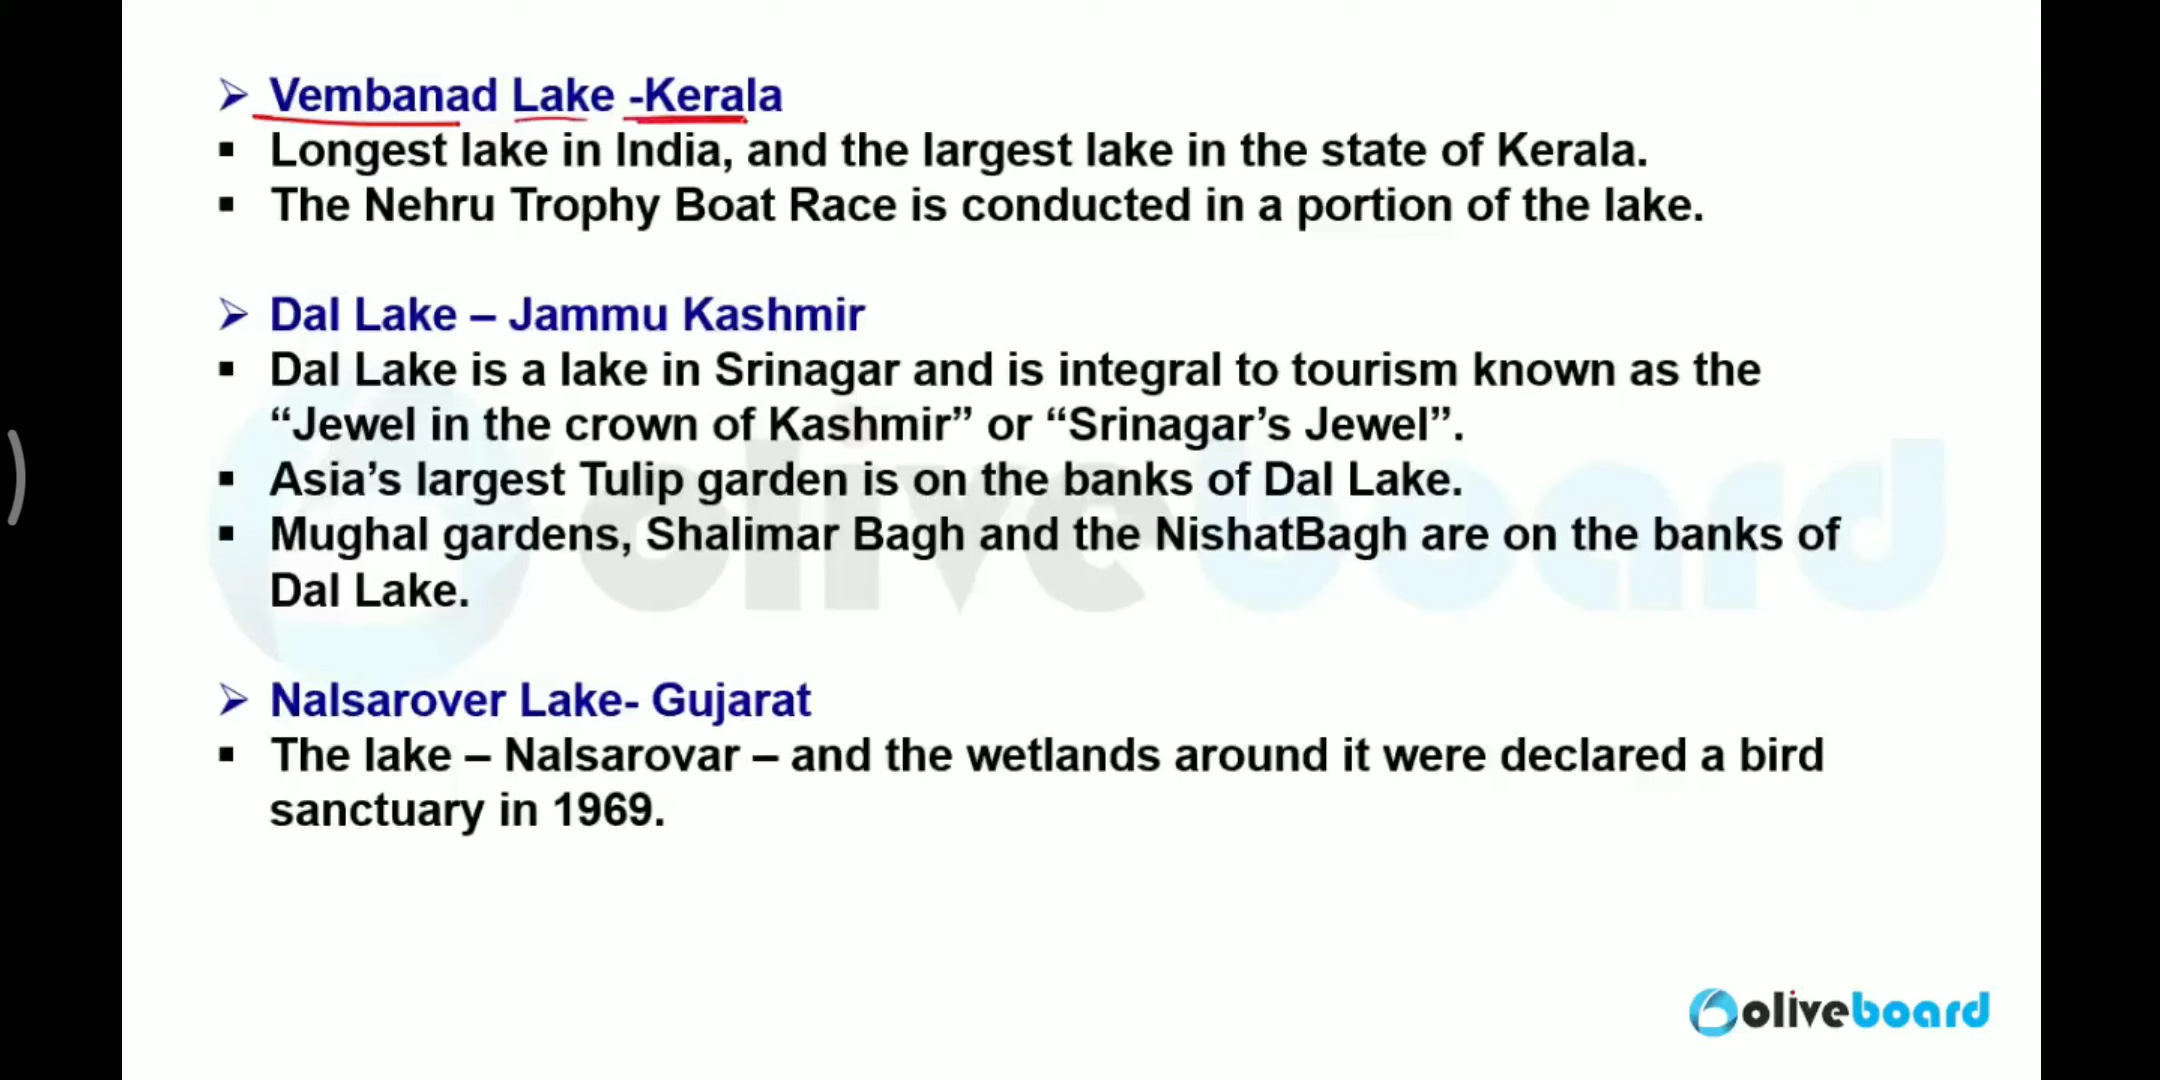 ➢ Vembanad Lake -Kerala
▪ Longest lake in India, and the largest lake in the state of Kerala.
▪ The Nehru Trophy Boat Race is conducted in a portion of the lake.
➢ Dal Lake – Jammu Kashmir
▪ Dal Lake is a lake in Srinagar and is integral to tourism known as the
“Jewel in the crown of Kashmir” or “Srinagar’s Jewel”.
▪ Asia’s largest Tulip garden is on the banks of Dal Lake.
▪ Mughal gardens, Shalimar Bagh and the NishatBagh are on the banks of
Dal Lake.
➢ Nalsarover Lake- Gujarat
▪ The lake – Nalsarovar – and the wetlands around it were declared a bird
sanctuary in 1969.
oliveboard
oliveboard